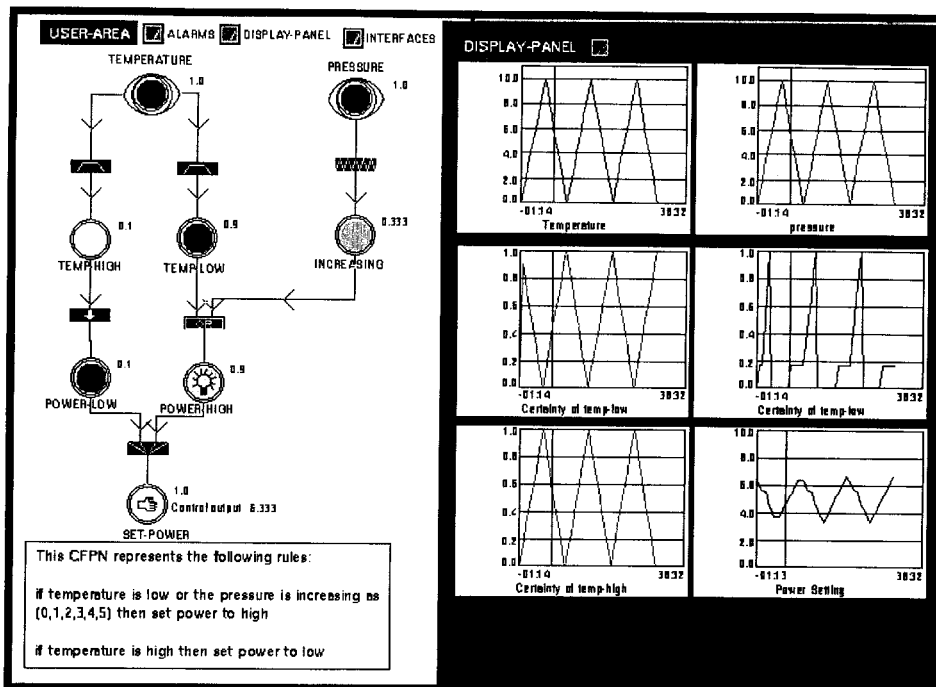 USER-AREA ALARMS DISPLAY-PANEL INTERFACES
TEMPERATURE
1.0
PRESSURE
1.0
0.1
TEMP-HIGH
0.9
TEMP-LOW
0.333
INCREASING
OR
0.1
POWER-LOW
0.9
POWER-HIGH
1.0
Control output 6.333
SET-POWER
This CFPN represents the following rules:
if temperature is low or the pressure is increasing as
(0,1,2,3,4,5) then set power to high
if temperature is high then set power to low
DISPLAY-PANEL
10.0
8.0
6.0
4.0
2.0
0.0
-01:14 38:32
Temperature
10.0
8.0
6.0
4.0
2.0
0.0
-01:14 38:32
pressure
1.0
0.8
0.6
0.4
0.2
0.0
-01:14 38:32
Certainty of temp-low
1.0
0.8
0.6
0.4
0.2
0.0
-01:14 38:32
Certainty of temp-low
1.0
0.8
0.6
0.4
0.2
0.0
-01:14 38:32
Certainty of temp-high
10.0
8.0
6.0
4.0
2.0
0.0
-01:13 38:32
Power Setting